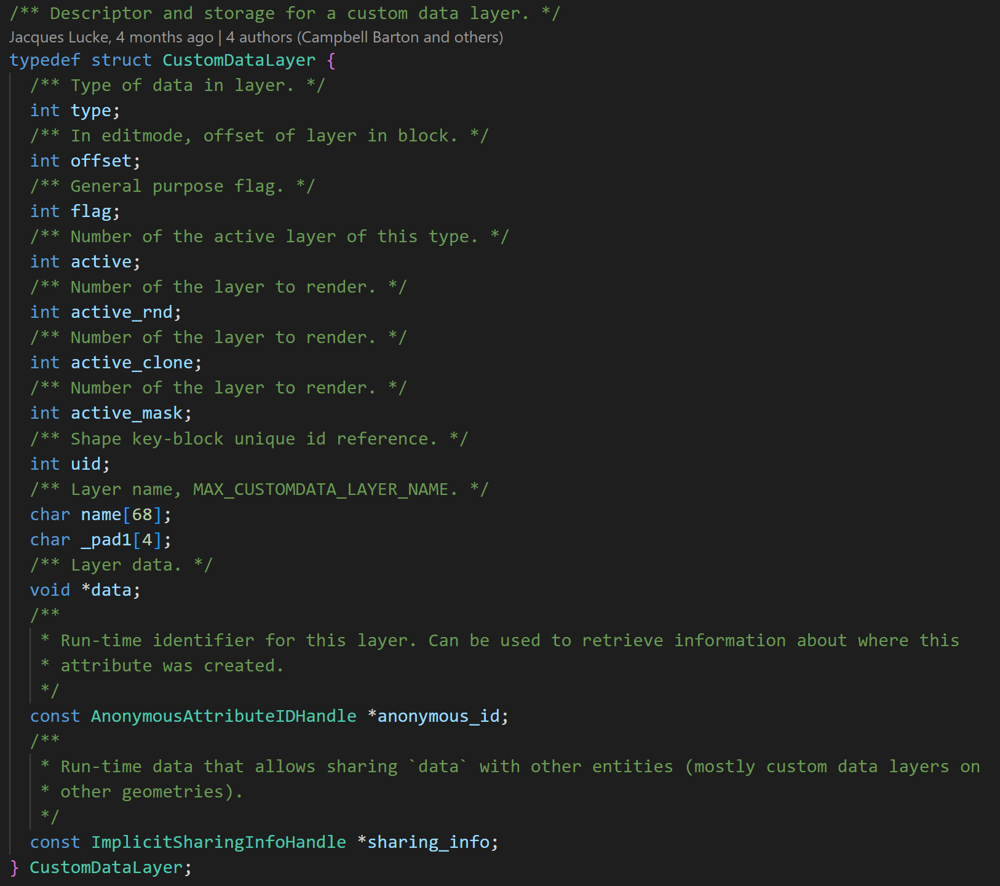 /** Descriptor and storage for a custom data layer. */
Jacques Lucke, 4 months ago | 4 authors (Campbell Barton and others)
typedef struct CustomDataLayer {
  /** Type of data in layer. */
  int type;
  /** In editmode, offset of layer in block. */
  int offset;
  /** General purpose flag. */
  int flag;
  /** Number of the active layer of this type. */
  int active;
  /** Number of the layer to render. */
  int active_rnd;
  /** Number of the layer to render. */
  int active_clone;
  /** Number of the layer to render. */
  int active_mask;
  /** Shape key-block unique id reference. */
  int uid;
  /** Layer name, MAX_CUSTOMDATA_LAYER_NAME. */
  char name[68];
  char _pad1[4];
  /** Layer data. */
  void *data;
  /**
   * Run-time identifier for this layer. Can be used to retrieve information about where this
   * attribute was created.
   */
  const AnonymousAttributeIDHandle *anonymous_id;
  /**
   * Run-time data that allows sharing `data` with other entities (mostly custom data layers on
   * other geometries).
   */
  const ImplicitSharingInfoHandle *sharing_info;
} CustomDataLayer;